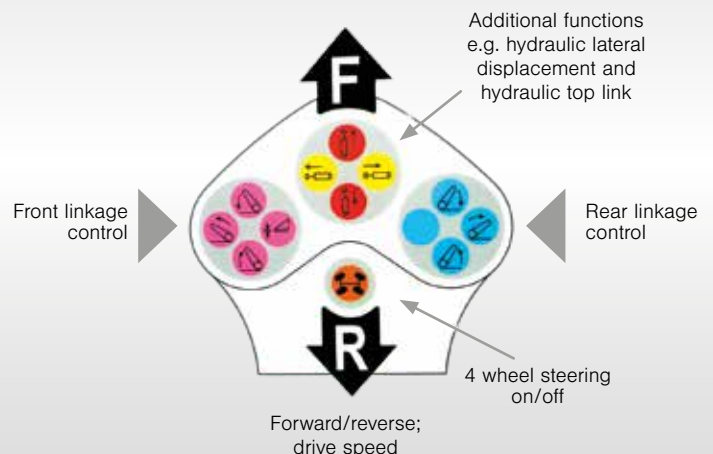 Additional functions
e.g. hydraulic lateral
displacement and
hydraulic top link
F
Front linkage
control
Rear linkage
control
R
4 wheel steering
on/off
Forward/reverse;
drive speed